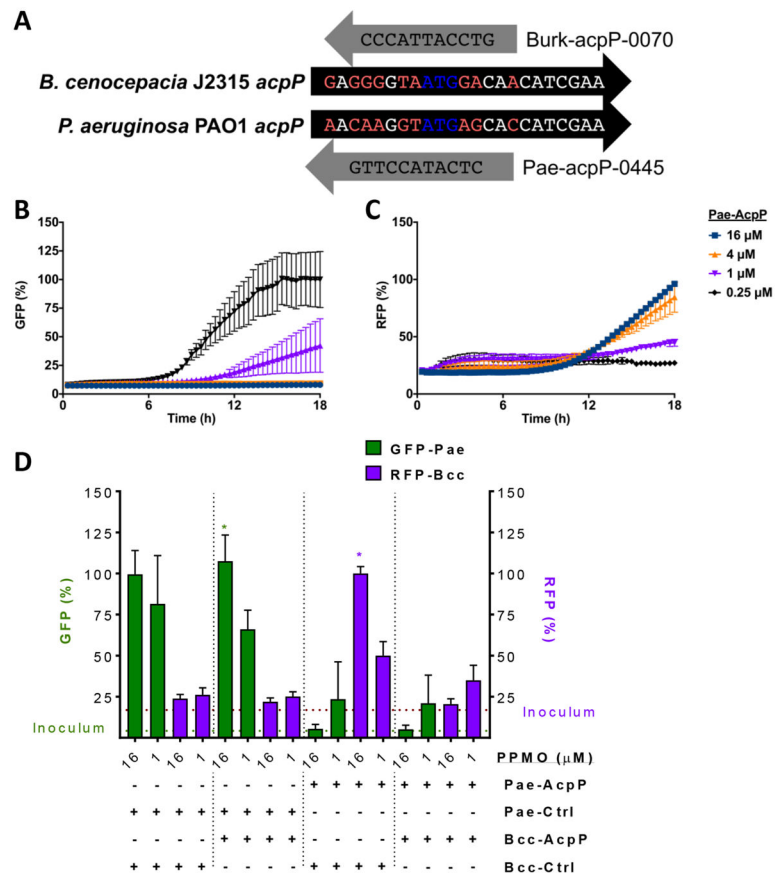 A
CCCATTACCTG Burk-acpP-0070
B. cenocepacia J2315 acpP GAGGGGTAATGGACAACATCGAA
P. aeruginosa PAO1 acpP AACAAGGTATGAGCACCATCGAA
GTTCCATACTC Pae-acpP-0445
B
GFP (%)
150
125
100
75
50
25
0
0 6 12 18
Time (h)
C
RFP (%)
150
100
50
0
0 6 12 18
Time (h)
Pae-AcpP
16 µM
4 µM
1 µM
0.25 µM
D
GFP-Pae
RFP-Bcc
GFP (%)
150
125
100
75
50
25
Inoculum
* *
150
125
100
75
50
25
RFP (%)
Inoculum
16 1 16 1 16 1 16 1 16 1 16 1 16 1 16 1 PPMO (µM)
- - - - - - - - + + + + + + + + Pae-AcpP
+ + + + + + + + - - - - - - - - Pae-Ctrl
- - - - + + + + - - - - + + + + Bcc-AcpP
+ + + + - - - - + + + + - - - - Bcc-Ctrl